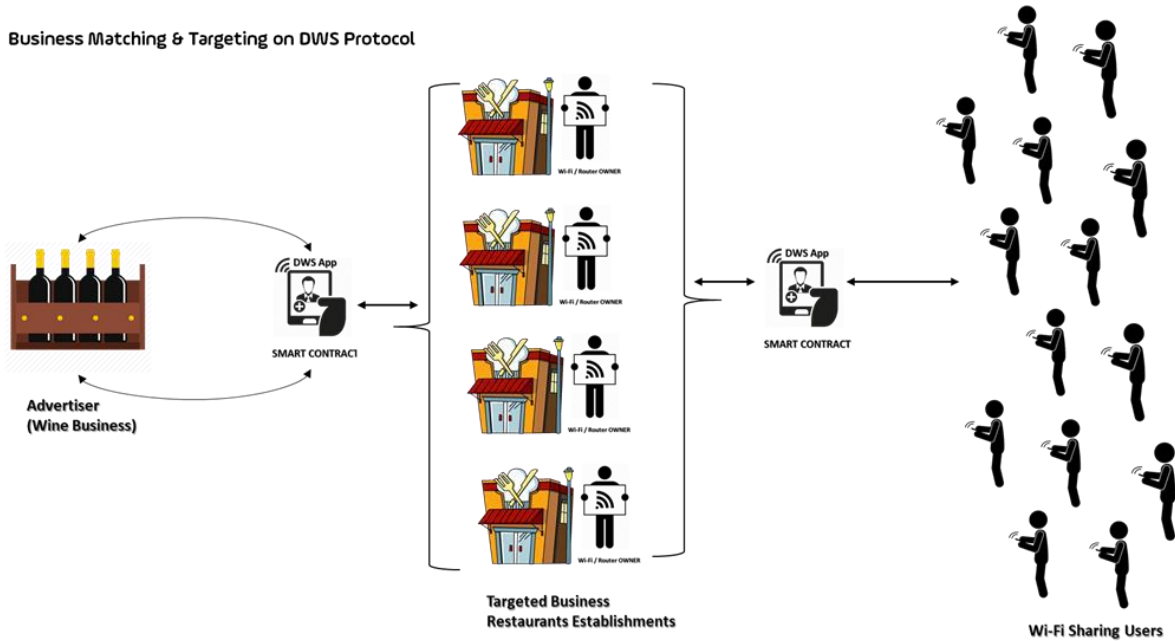 Business Matching & Targeting on DWS Protocol
Wi-Fi / Router OWNER
Wi-Fi / Router OWNER
DWS App
SMART CONTRACT
DWS App
SMART CONTRACT
Wi-Fi / Router OWNER
Advertiser
(Wine Business)
Wi-Fi / Router OWNER
Targeted Business
Restaurants Establishments
Wi-Fi Sharing Users